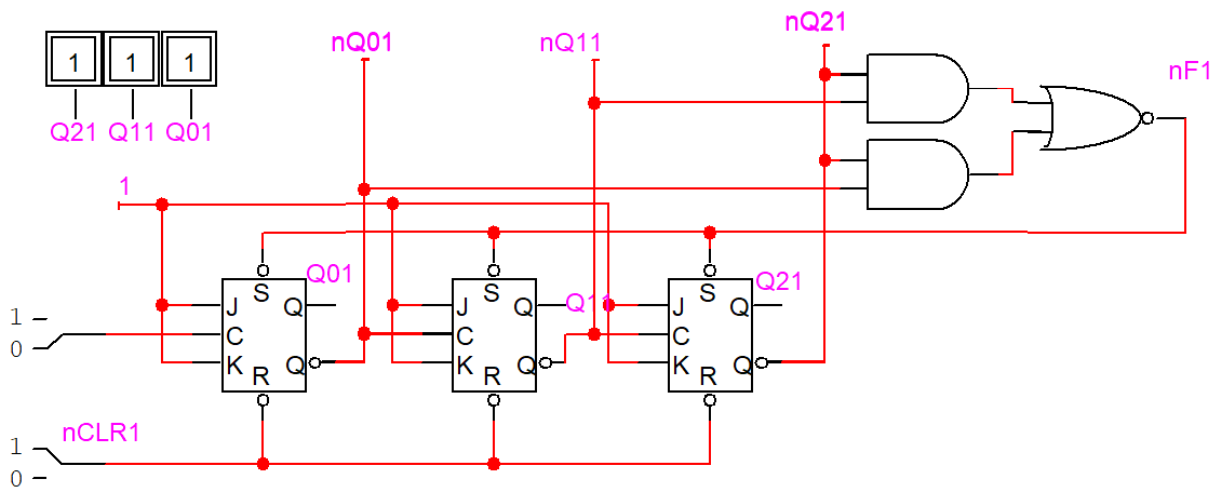 nQ01 nQ11 nQ21
1 1 1
nF1
Q21 Q11 Q01
1
Q01 Q11 Q21
S S S
J Q J Q J Q
1
C C C
0
K Q K Q K Q
R R R
nCLR1
1
0